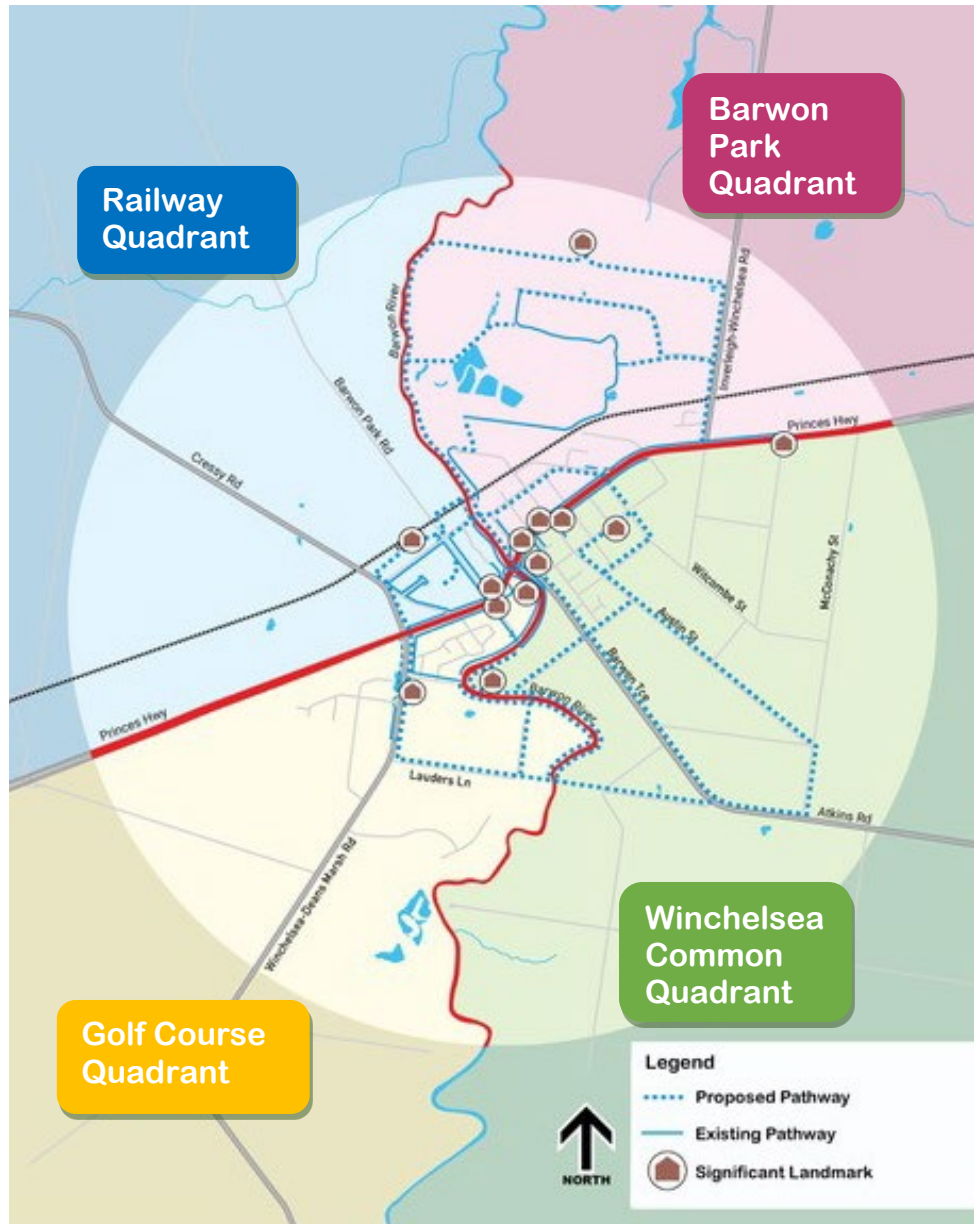 Barwon
Park
Quadrant
Railway
Quadrant
Inverleigh-Winchelsea Rd
Barwon River
Barwon Park Rd
Princes Hwy
Cressy Rd
McConachy St
Witcombe St
Austin St
Barwon Tce
Barwon River
Princes Hwy
Lauders Ln
Atkins Rd
Winchelsea-Deans Marsh Rd
Winchelsea
Common
Quadrant
Golf Course
Quadrant
Legend
Proposed Pathway
Existing Pathway
Significant Landmark
NORTH